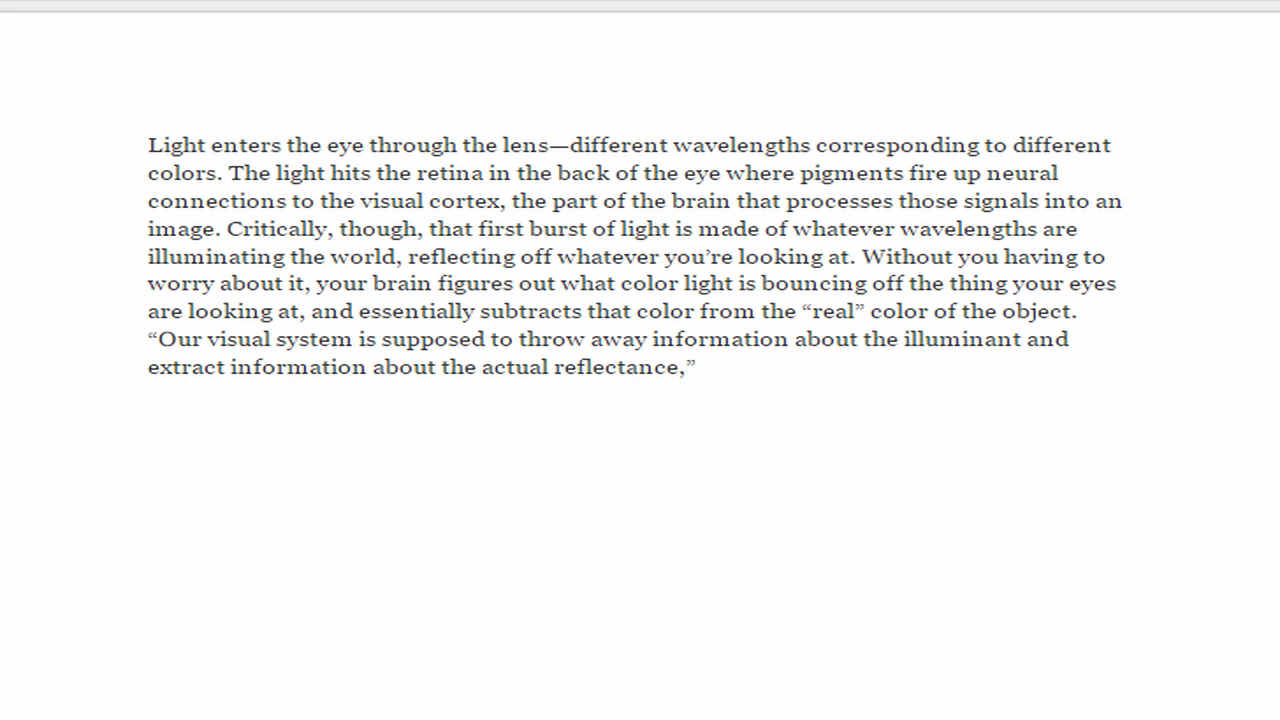 Light enters the eye through the lens—different wavelengths corresponding to different
colors. The light hits the retina in the back of the eye where pigments fire up neural
connections to the visual cortex, the part of the brain that processes those signals into an
image. Critically, though, that first burst of light is made of whatever wavelengths are
illuminating the world, reflecting off whatever you’re looking at. Without you having to
worry about it, your brain figures out what color light is bouncing off the thing your eyes
are looking at, and essentially subtracts that color from the “real” color of the object.
“Our visual system is supposed to throw away information about the illuminant and
extract information about the actual reflectance,”